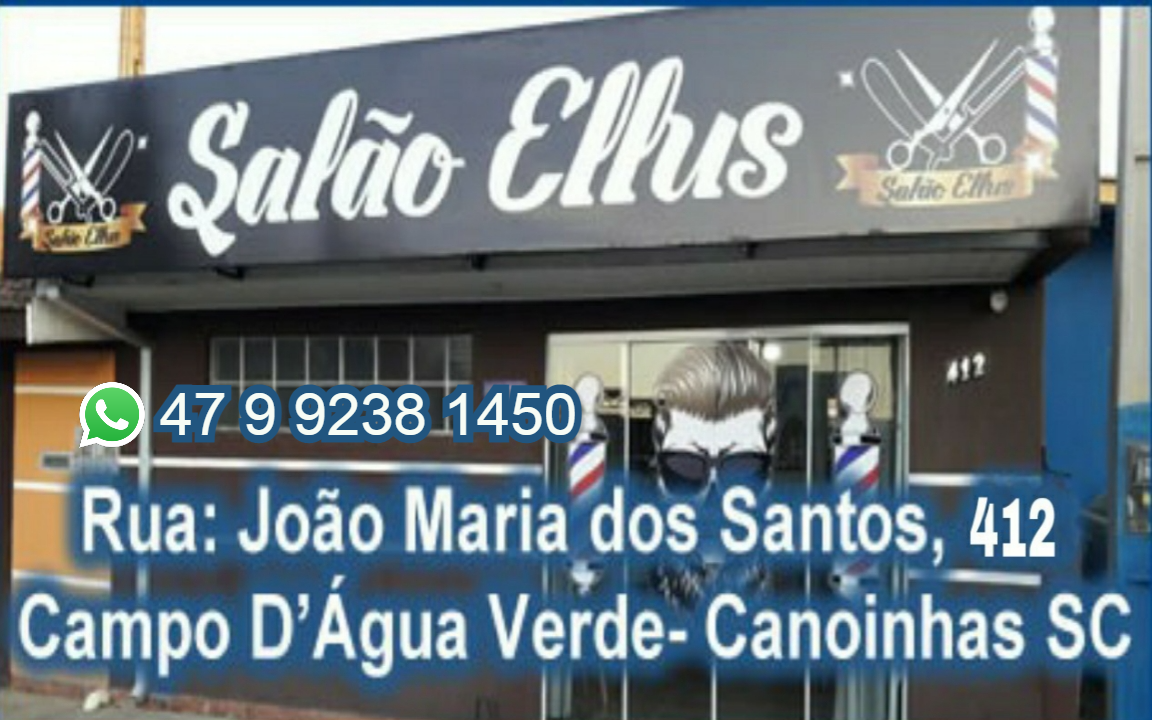 Salão Ellus
Salão Ellus
Salão Ellus
412
47 9 9238 1450
Rua: João Maria dos Santos, 412
Campo D'Água Verde- Canoinhas SC